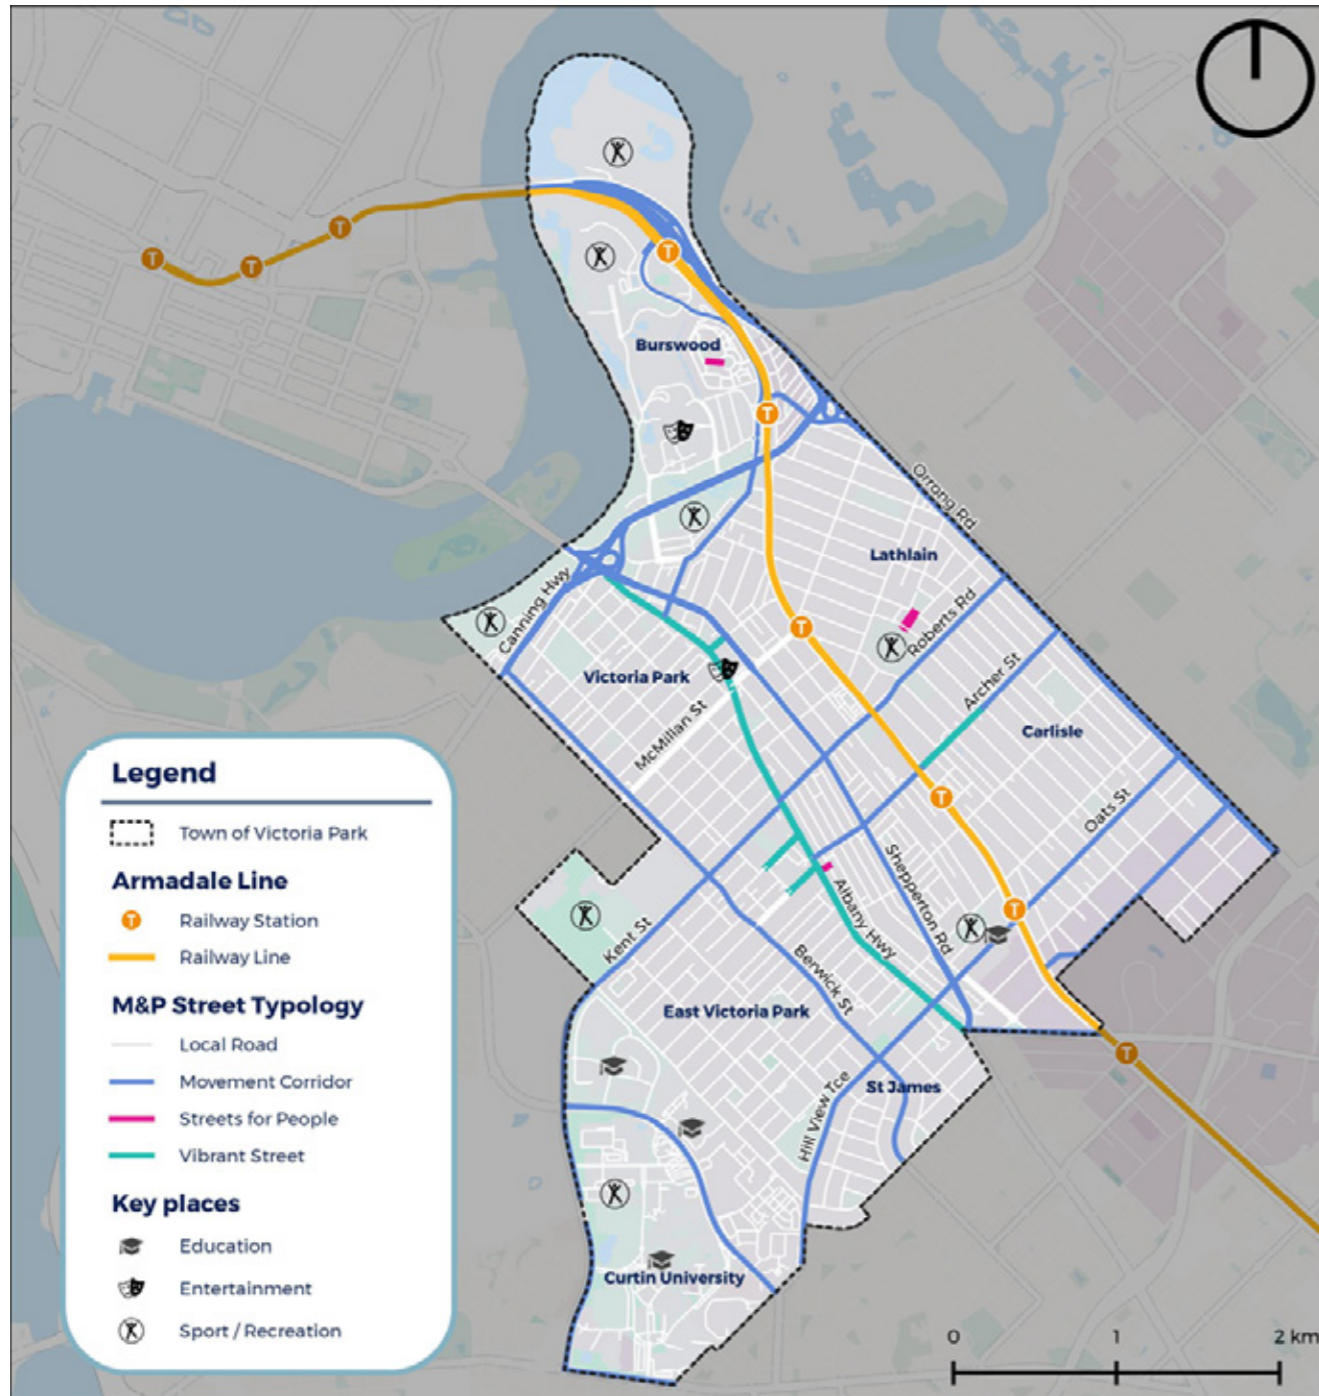 T
T
T
T
Burswood
T
Orrong Rd
Lathlain
Canning Hwy
Roberts Rd
T
Victoria Park
Archer St
McMillan St
Carlisle
T
Oats St
Shepperton Rd
Albany Hwy
T
Kent St
Berwick St
East Victoria Park
T
Hill View Tce
St James
Curtin University
Legend
Town of Victoria Park
Armadale Line
T Railway Station
Railway Line
M&P Street Typology
Local Road
Movement Corridor
Streets for People
Vibrant Street
Key places
Education
Entertainment
Sport / Recreation
0 1 2 km